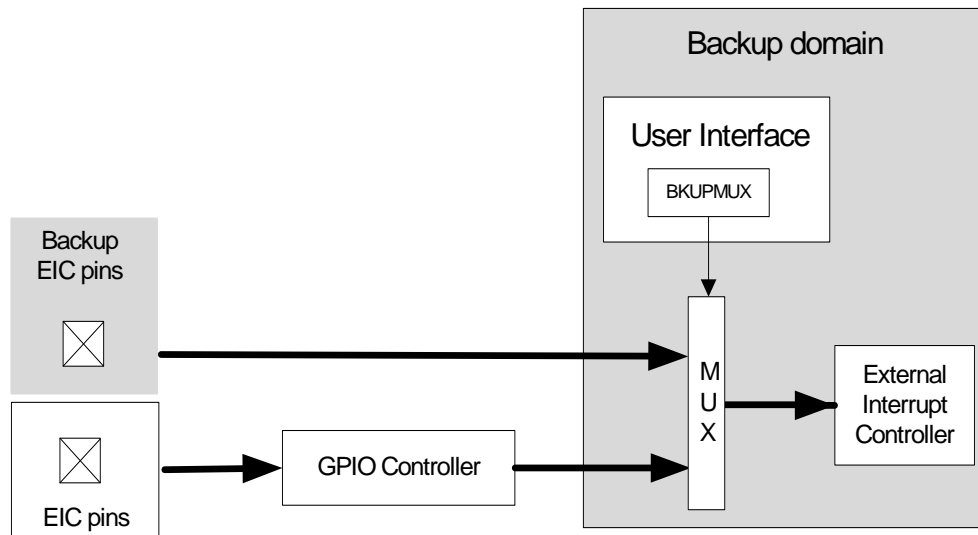 Backup domain
User Interface
BKUPMUX
Backup
EIC pins
M
U
X
External
Interrupt
Controller
GPIO Controller
EIC pins